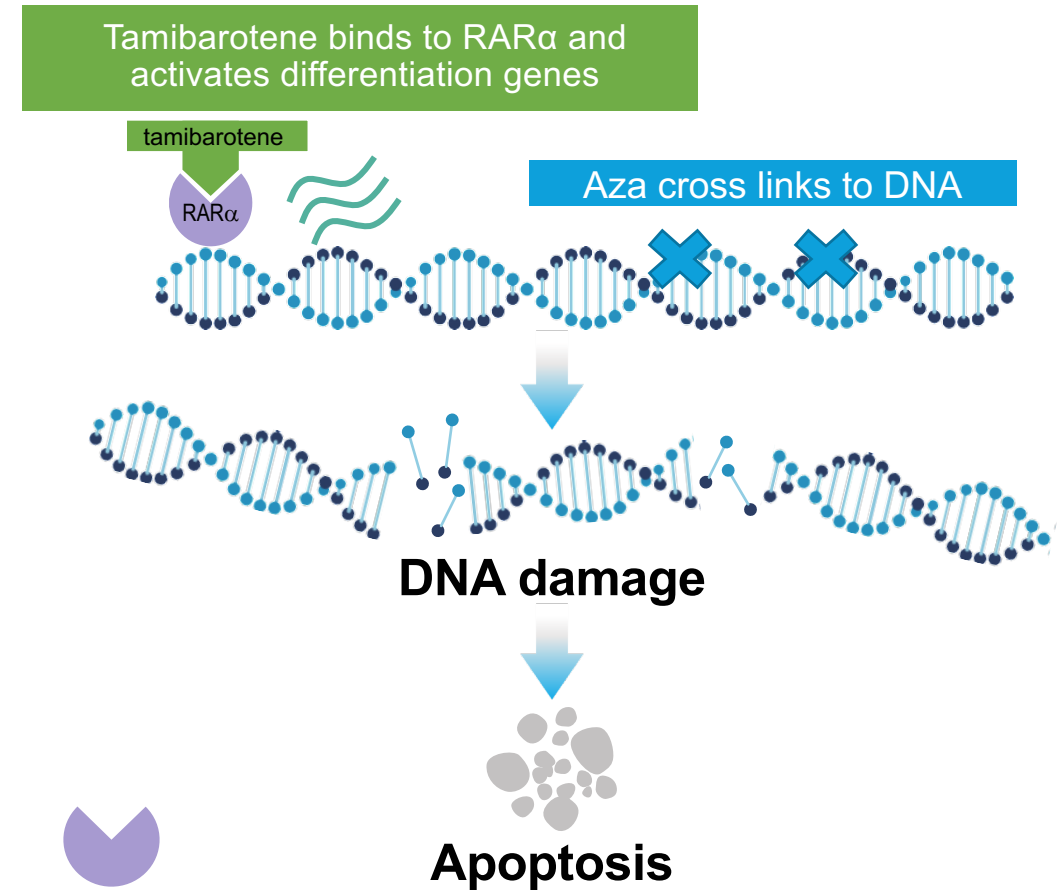 Tamibarotene binds to RARα and
activates differentiation genes
tamibarotene
RARα
Aza cross links to DNA
DNA damage
Apoptosis